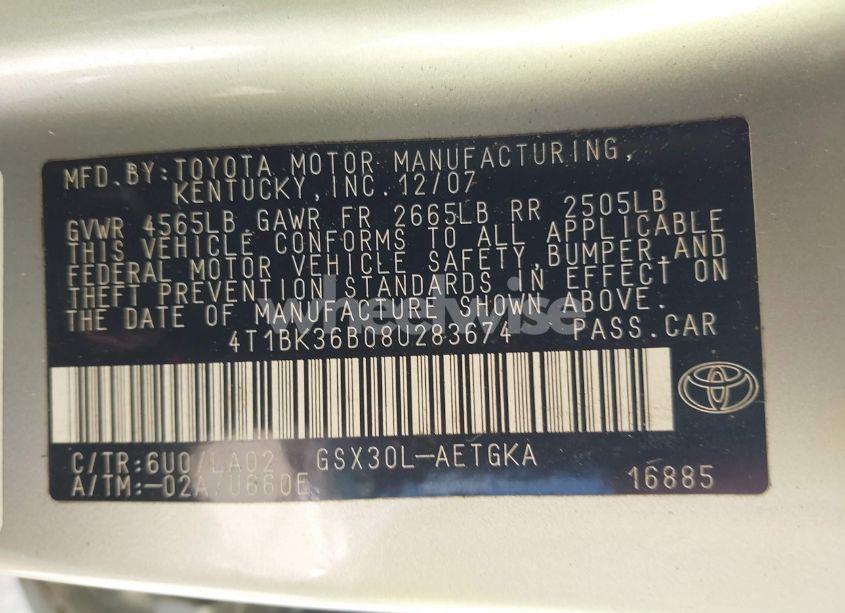 MFD.BY:TOYOTA MOTOR MANUFACTURING,
KENTUCKY,INC.12/07
GVWR 4565LB GAWR FR 2665LB RR 2505LB
THIS VEHICLE CONFORMS TO ALL APPLICABLE
FEDERAL MOTOR VEHICLE SAFETY,BUMPER,AND
THEFT PREVENTION STANDARDS IN EFFECT ON
THE DATE OF MANUFACTURE SHOWN ABOVE.
wheelwise
4T1BK36B08U283674 PASS.CAR
C/TR:6U0/LA02 GSX30L-AETGKA
A/TM:-02A/U660E 16885